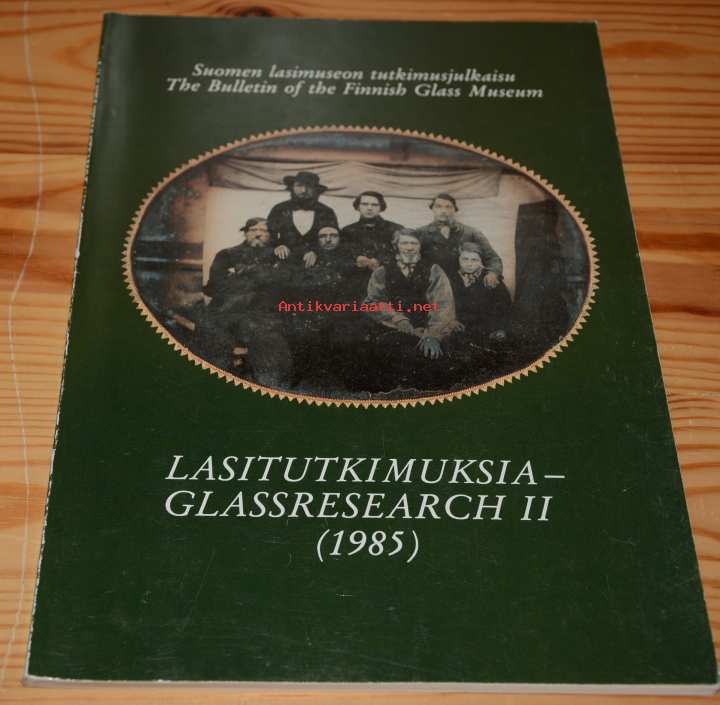 Suomen lasimuseon tutkimusjulkaisu
The Bulletin of the Finnish Glass Museum
Antikvariaatti.net
LASITUTKIMUKSIA –
GLASSRESEARCH II
(1985)